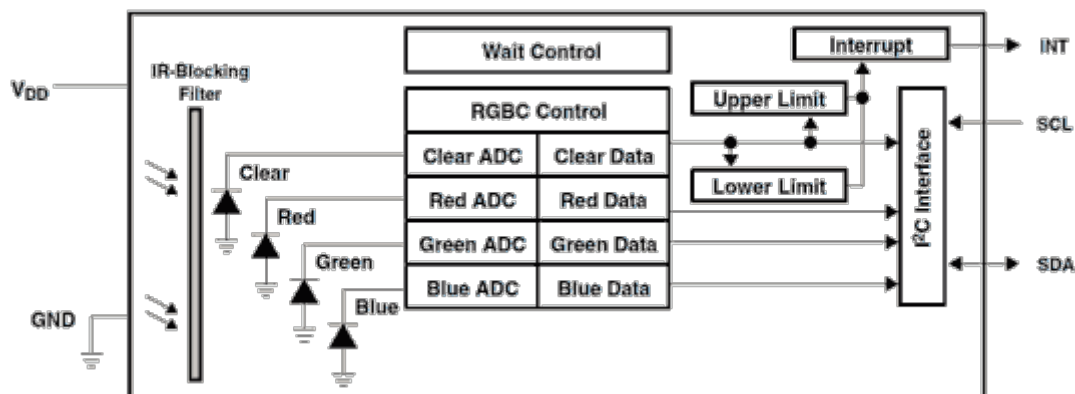 Wait Control
Interrupt
INT
IR-Blocking
Filter
V_DD
RGBC Control
Upper Limit
SCL
Clear
Clear ADC
Clear Data
Lower Limit
I²C Interface
Red
Red ADC
Red Data
Green
Green ADC
Green Data
SDA
Blue
Blue ADC
Blue Data
GND